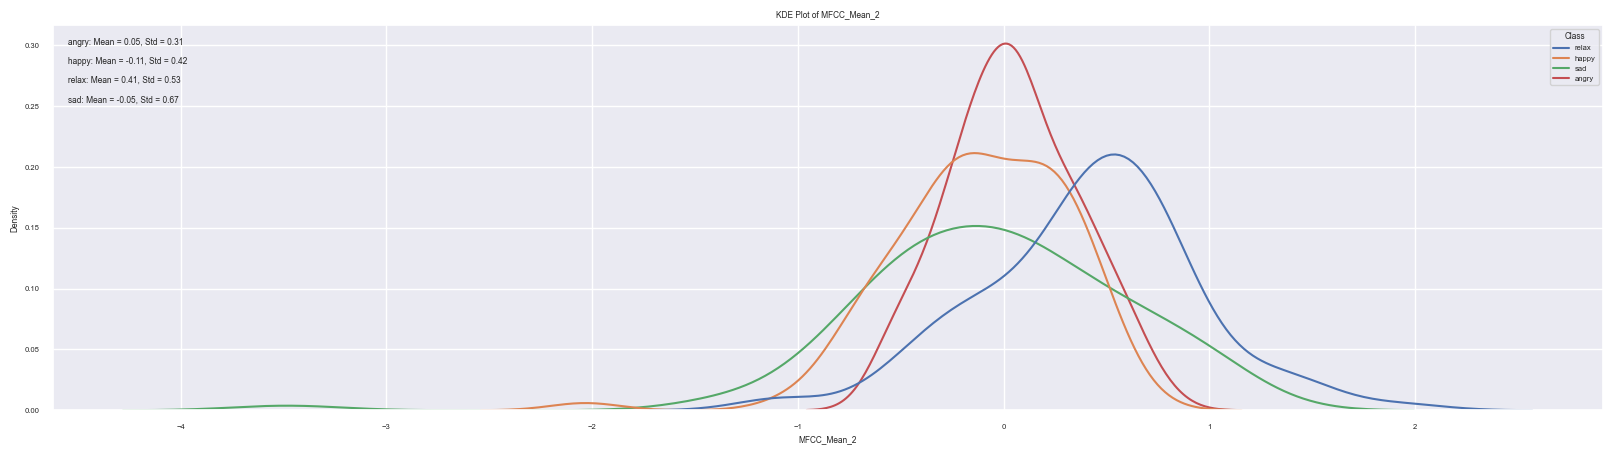 KDE Plot of MFCC_Mean_2
angry: Mean = 0.05, Std = 0.31
happy: Mean = -0.11, Std = 0.42
relax: Mean = 0.41, Std = 0.53
sad: Mean = -0.05, Std = 0.67
Class
relax
happy
sad
angry
Density
0.30
0.25
0.20
0.15
0.10
0.05
0.00
−4
−3
−2
−1
0
1
2
MFCC_Mean_2